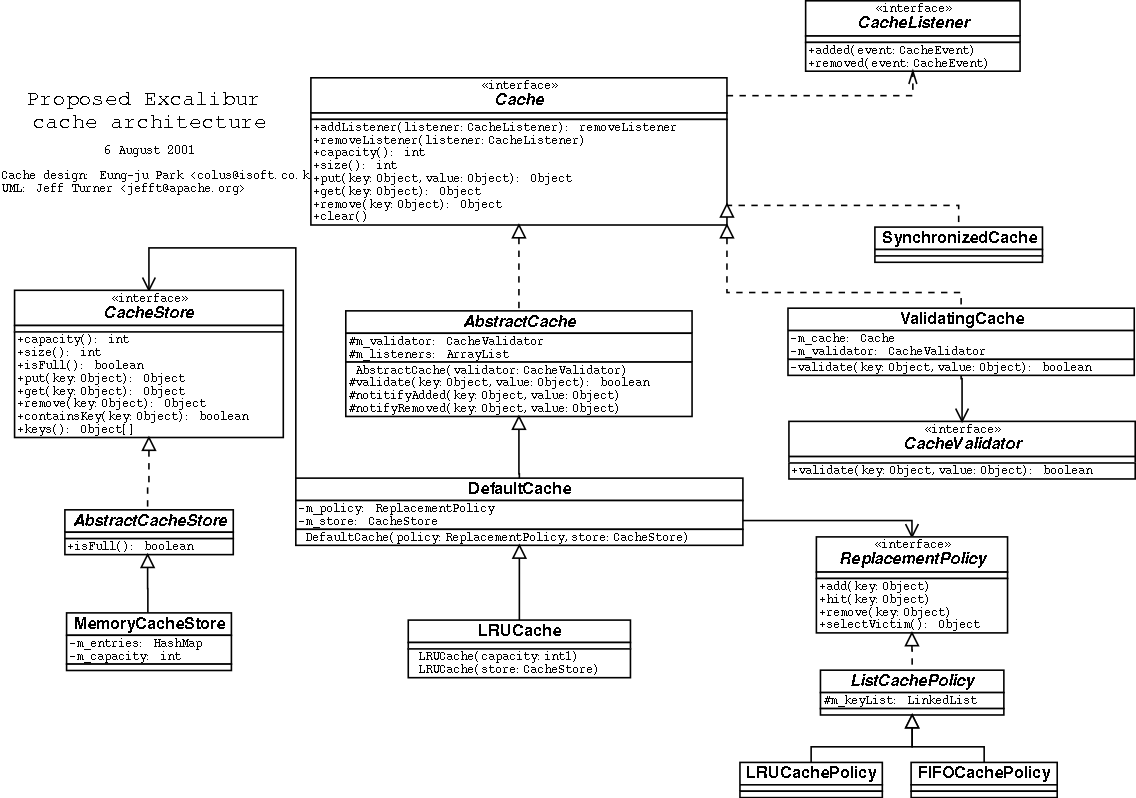 «interface»
CacheListener
+added(event: CacheEvent)
+removed(event: CacheEvent)
Proposed Excalibur
cache architecture
6 August 2001
Cache design: Eung-ju Park <colus@isoft.co.k
UML: Jeff Turner <jefft@apache.org>
«interface»
Cache
+addListener(listener:CacheListener): removeListener
+removeListener(listener:CacheListener)
+capacity(): int
+size(): int
+put(key:Object,value:Object): Object
+get(key:Object): Object
+remove(key:Object): Object
+clear()
SynchronizedCache
«interface»
CacheStore
+capacity(): int
+size(): int
+isFull(): boolean
+put(key:Object): Object
+get(key:Object): Object
+remove(key:Object): Object
+containsKey(key:Object): boolean
+keys(): Object[]
AbstractCache
#m_validator: CacheValidator
#m_listeners: ArrayList
AbstractCache(validator:CacheValidator)
#validate(key:Object,value:Object): boolean
#notitifyAdded(key:Object,value:Object)
#notifyRemoved(key:Object,value:Object)
ValidatingCache
-m_cache: Cache
-m_validator: CacheValidator
-validate(key:Object,value:Object): boolean
«interface»
CacheValidator
+validate(key:Object,value:Object): boolean
DefaultCache
-m_policy: ReplacementPolicy
-m_store: CacheStore
DefaultCache(policy:ReplacementPolicy,store:CacheStore)
AbstractCacheStore
+isFull(): boolean
«interface»
ReplacementPolicy
+add(key:Object)
+hit(key:Object)
+remove(key:Object)
+selectVictim(): Object
MemoryCacheStore
-m_entries: HashMap
-m_capacity: int
LRUCache
LRUCache(capacity:int1)
LRUCache(store:CacheStore)
ListCachePolicy
#m_keyList: LinkedList
LRUCachePolicy
FIFOCachePolicy